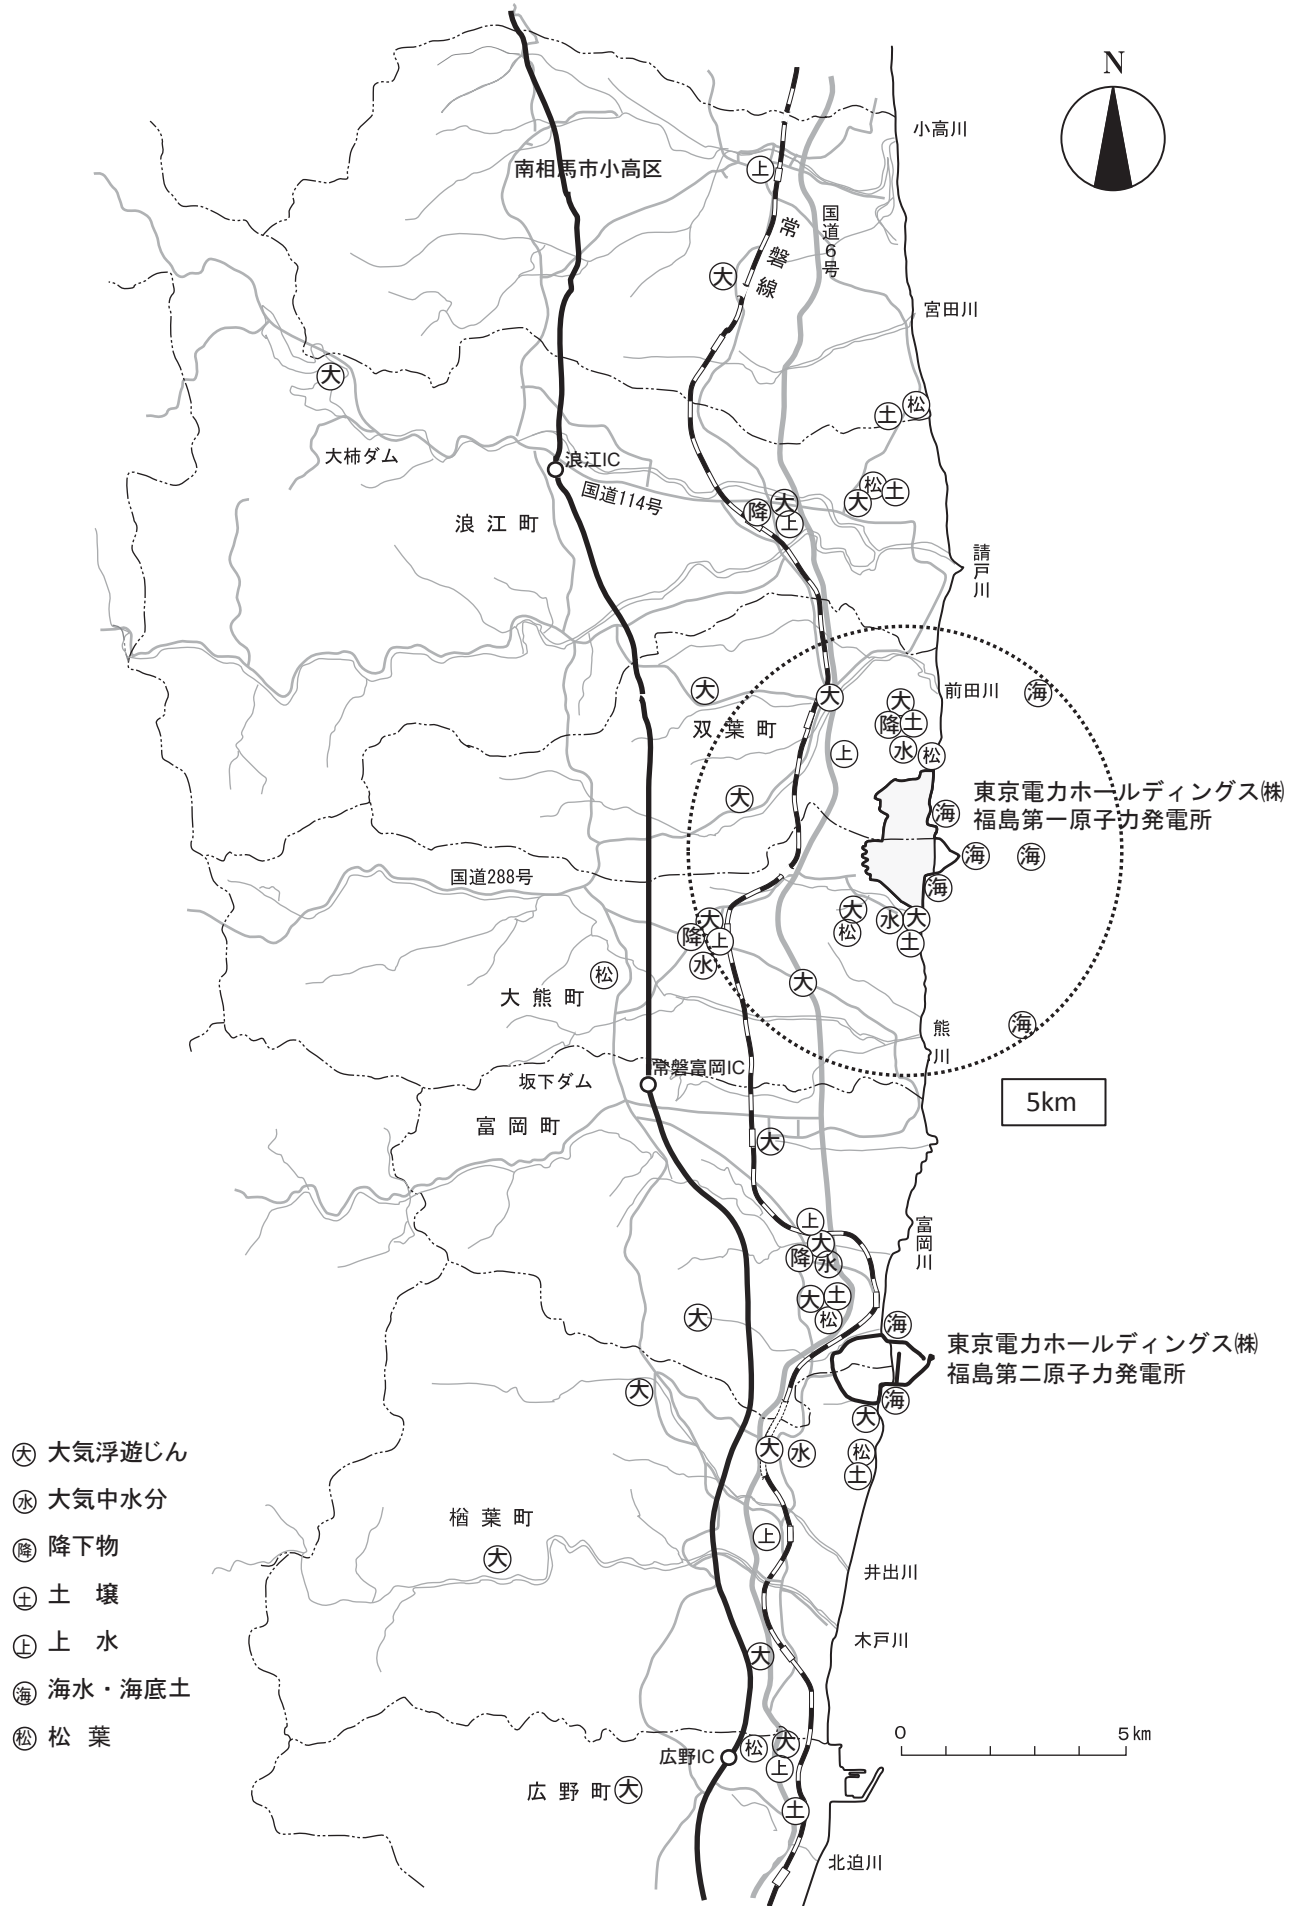 N
小高川
上
南相馬市小高区
国道6号
常磐線
大
宮田川
大
松
土
大柿ダム
浪江IC
国道114号
松
土
大
大
降
上
浪江町
請戸川
大
前田川
海
大
大
降
土
双葉町
上
水
松
大
東京電力ホールディングス㈱
福島第一原子力発電所
海
海
海
海
国道288号
大
松
水
大
土
大
降
上
水
松
大
大熊町
熊川
海
常磐富岡IC
坂下ダム
5km
富岡町
大
上
大
降
水
富岡川
大
土
松
大
海
東京電力ホールディングス㈱
福島第二原子力発電所
大
海
大
大
水
松
土
大 大気浮遊じん
水 大気中水分
降 降下物
土 土壌
上 上水
海 海水・海底土
松 松葉
楢葉町
大
上
井出川
木戸川
大
0 5km
広野IC
松
大
上
広野町
大
土
北迫川